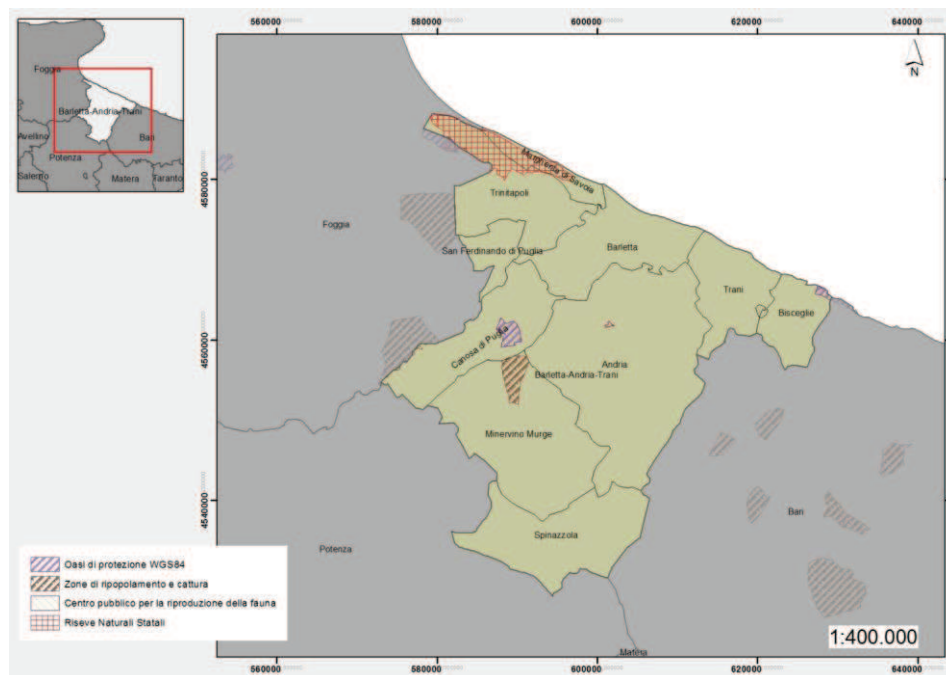 Foggia
Barletta-Andria-Trani
Avellino
Bari
Potenza
Salerno
Matera
Taranto
560000
580000
600000
620000
640000
N
Margherita di Savoia
4580000
Trinitapoli
Foggia
San Ferdinando di Puglia
Barletta
Trani
Bisceglie
4560000
Canosa di Puglia
Andria
Barletta-Andria-Trani
Minervino Murge
4540000
Bari
Spinazzola
Potenza
Oasi di protezione WGS84
Zone di ripopolamento e cattura
Centro pubblico per la riproduzione della fauna
Riseve Naturali Statali
1:400.000
Matera
560000
580000
600000
620000
640000